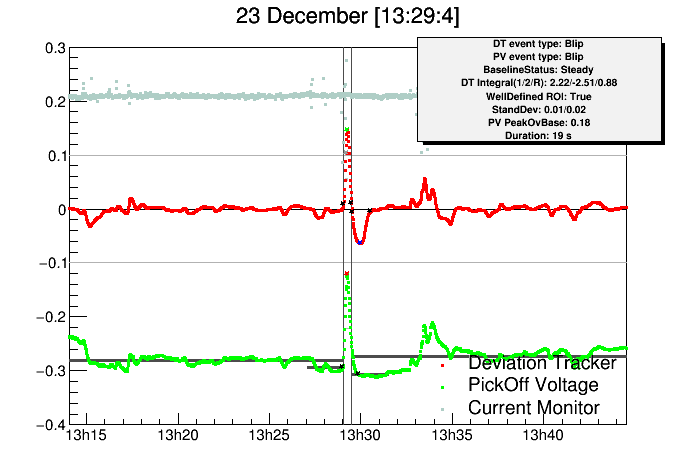 23 December [13:29:4]
DT event type: Blip
PV event type: Blip
BaselineStatus: Steady
DT Integral(1/2/R): 2.22/-2.51/0.88
WellDefined ROI: True
StandDev: 0.01/0.02
PV PeakOvBase: 0.18
Duration: 19 s
0.3
0.2
0.1
0
−0.1
−0.2
−0.3
−0.4
Deviation Tracker
PickOff Voltage
Current Monitor
13h15 13h20 13h25 13h30 13h35 13h40